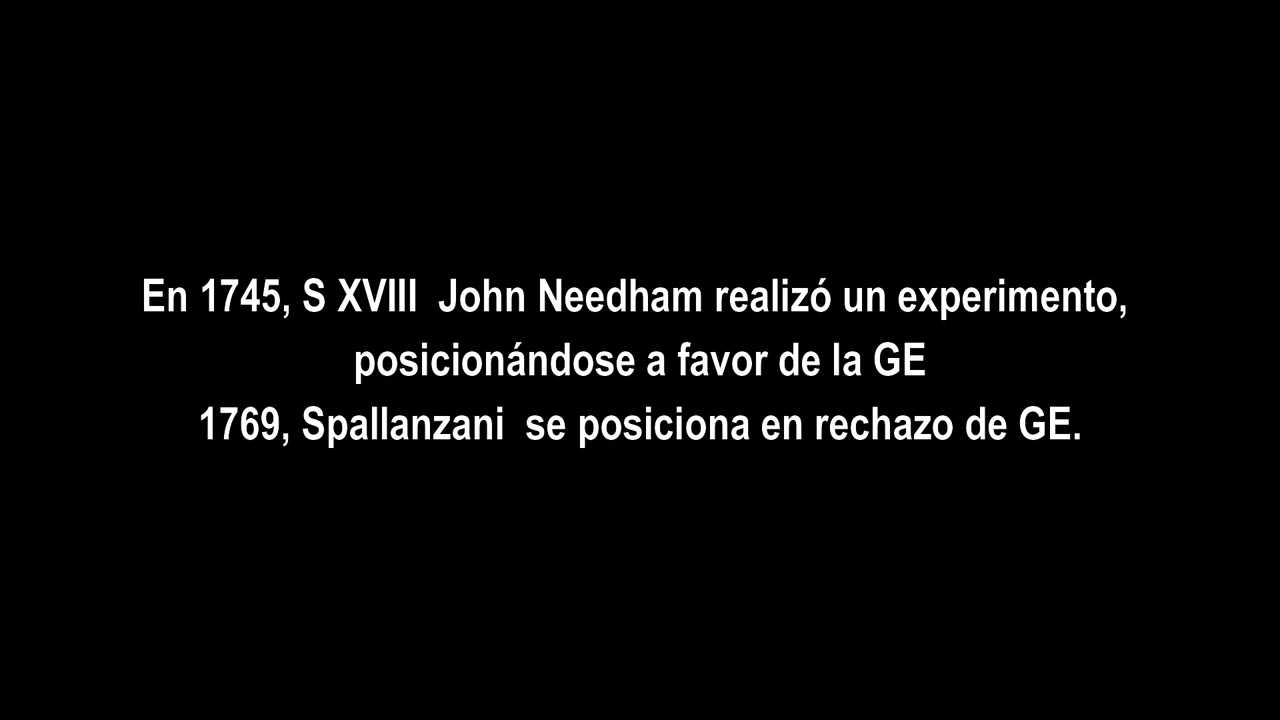 En 1745, S XVIII  John Needham realizó un experimento,
posicionándose a favor de la GE
1769, Spallanzani  se posiciona en rechazo de GE.